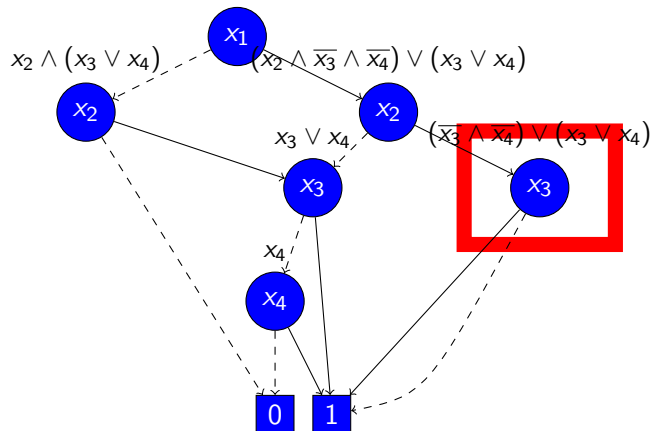 x₁
x₂ ∧ (x₃ ∨ x₄)
(x₂ ∧ x̅₃ ∧ x̅₄) ∨ (x₃ ∨ x₄)
x₂
x₂
x₃ ∨ x₄
(x̅₃ ∧ x̅₄) ∨ (x₃ ∨ x₄)
x₃
x₃
x₄
x₄
0 1